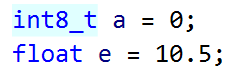 int8_t a = 0;
float e = 10.5;